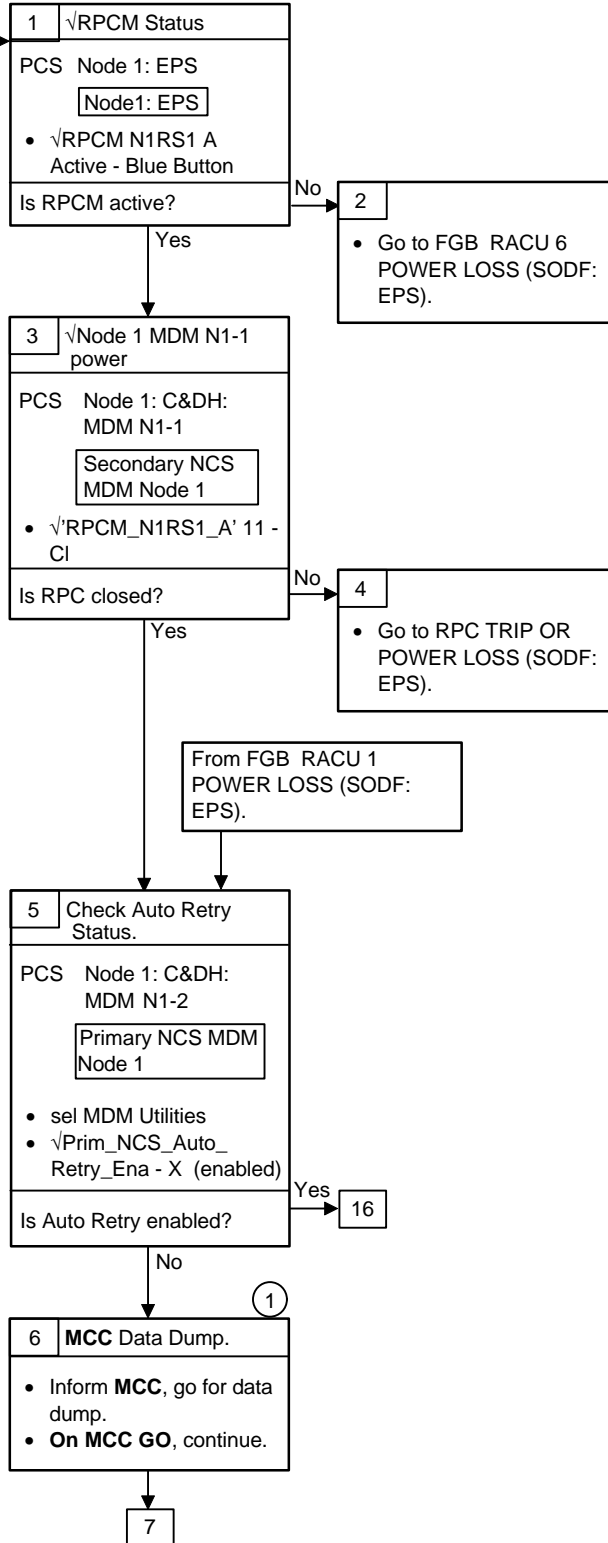 1 √RPCM Status
PCS Node 1: EPS
Node1: EPS
• √RPCM N1RS1 A
Active - Blue Button
Is RPCM active?
No
Yes
2
• Go to FGB RACU 6
POWER LOSS (SODF:
EPS).
3 √Node 1 MDM N1-1
power
PCS Node 1: C&DH:
MDM N1-1
Secondary NCS
MDM Node 1
• √'RPCM_N1RS1_A' 11 -
Cl
Is RPC closed?
No
Yes
4
• Go to RPC TRIP OR
POWER LOSS (SODF:
EPS).
From FGB RACU 1
POWER LOSS (SODF:
EPS).
5 Check Auto Retry
Status.
PCS Node 1: C&DH:
MDM N1-2
Primary NCS MDM
Node 1
• sel MDM Utilities
• √Prim_NCS_Auto_
Retry_Ena - X (enabled)
Is Auto Retry enabled?
Yes
16
No
1
6 MCC Data Dump.
• Inform MCC, go for data
dump.
• On MCC GO, continue.
7